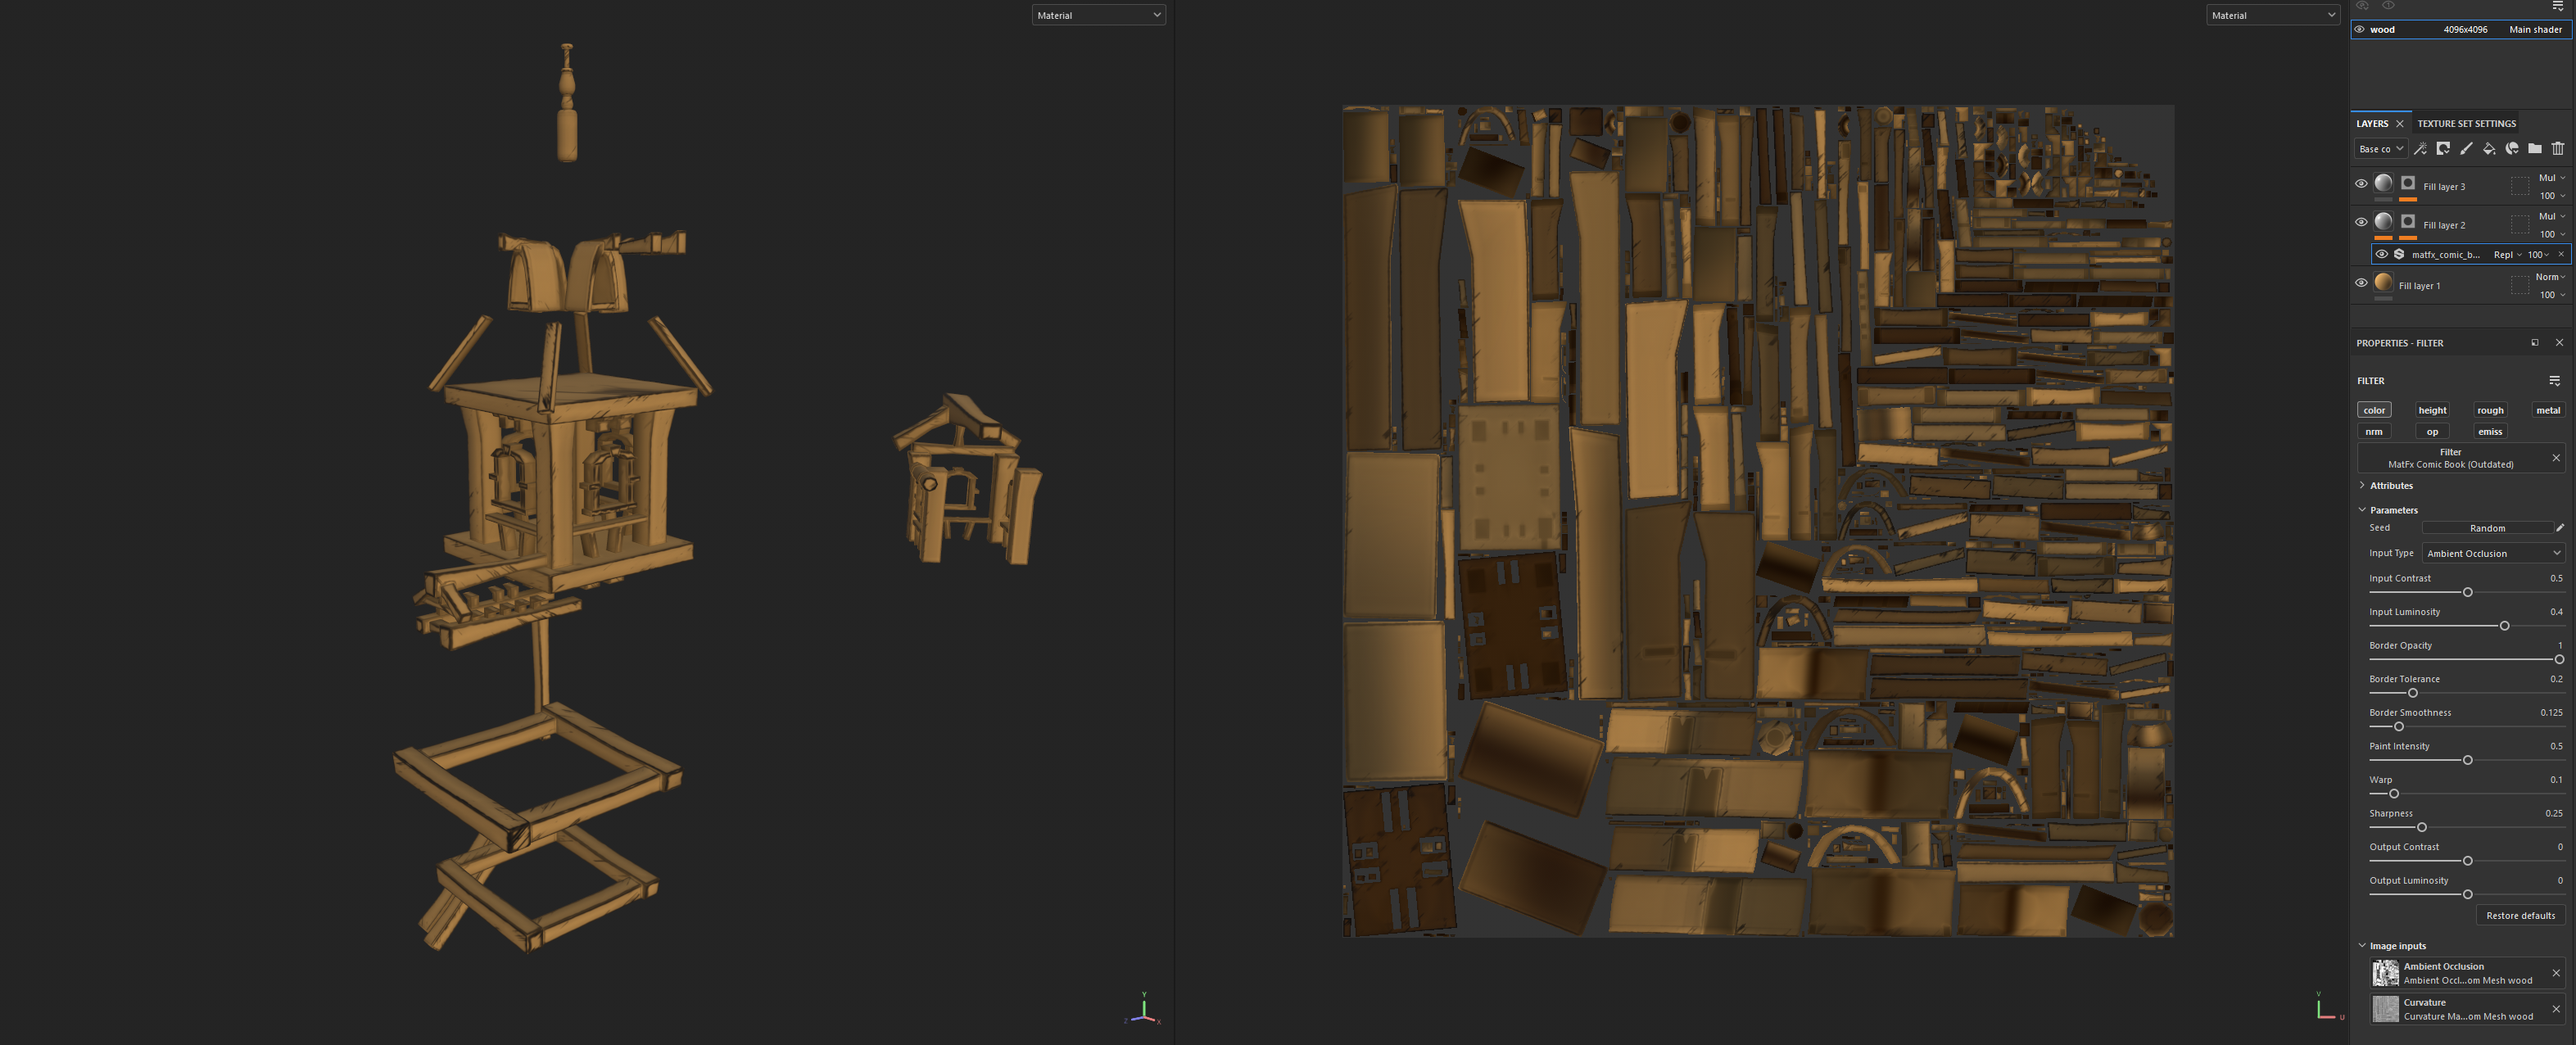 Material
Material
wood 4096x4096 Main shader
LAYERS TEXTURE SET SETTINGS
Base co
Fill layer 3 Mul
100
Fill layer 2 Mul
100
matfx_comic_b... Repl 100
Fill layer 1 Norm
100
PROPERTIES - FILTER
FILTER
color height rough metal
nrm op emiss
Filter
MatFx Comic Book (Outdated)
Attributes
Parameters
Seed Random
Input Type Ambient Occlusion
Input Contrast 0.5
Input Luminosity 0.4
Border Opacity 1
Border Tolerance 0.2
Border Smoothness 0.125
Paint Intensity 0.5
Warp 0.1
Sharpness 0.25
Output Contrast 0
Output Luminosity 0
Restore defaults
Image inputs
Ambient Occlusion
Ambient Occl...om Mesh wood
Curvature
Curvature Ma...om Mesh wood
Y
Z X
V
U